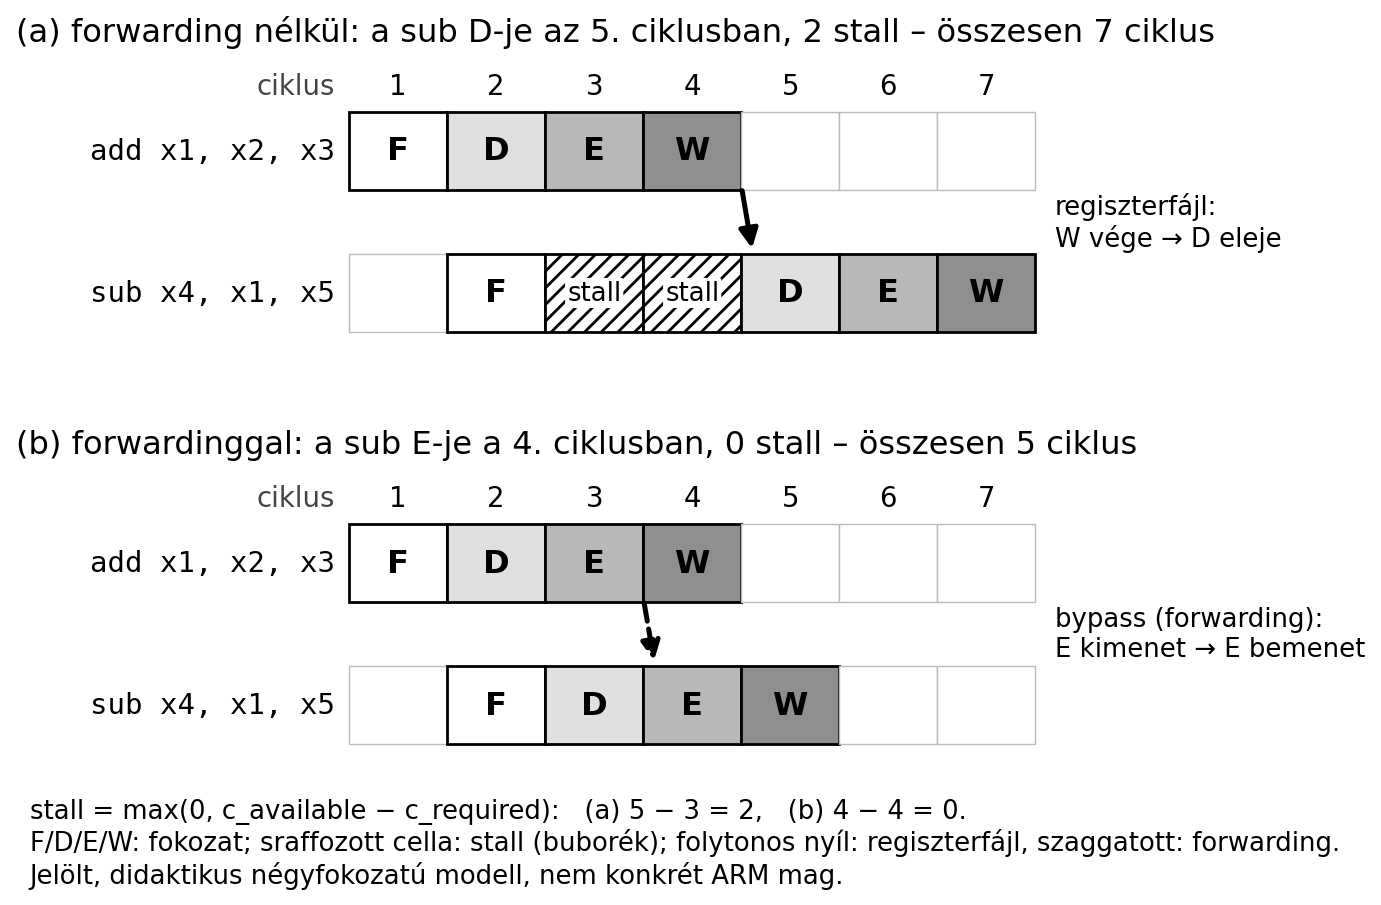 (a) forwarding nélkül: a sub D-je az 5. ciklusban, 2 stall – összesen 7 ciklus
ciklus 1 2 3 4 5 6 7
add x1, x2, x3 F D E W
regiszterfájl:
W vége → D eleje
sub x4, x1, x5 F stall stall D E W
(b) forwardinggal: a sub E-je a 4. ciklusban, 0 stall – összesen 5 ciklus
ciklus 1 2 3 4 5 6 7
add x1, x2, x3 F D E W
bypass (forwarding):
E kimenet → E bemenet
sub x4, x1, x5 F D E W
stall = max(0, c_available − c_required): (a) 5 − 3 = 2, (b) 4 − 4 = 0.
F/D/E/W: fokozat; sraffozott cella: stall (buborék); folytonos nyíl: regiszterfájl, szaggatott: forwarding.
Jelölt, didaktikus négyfokozatú modell, nem konkrét ARM mag.